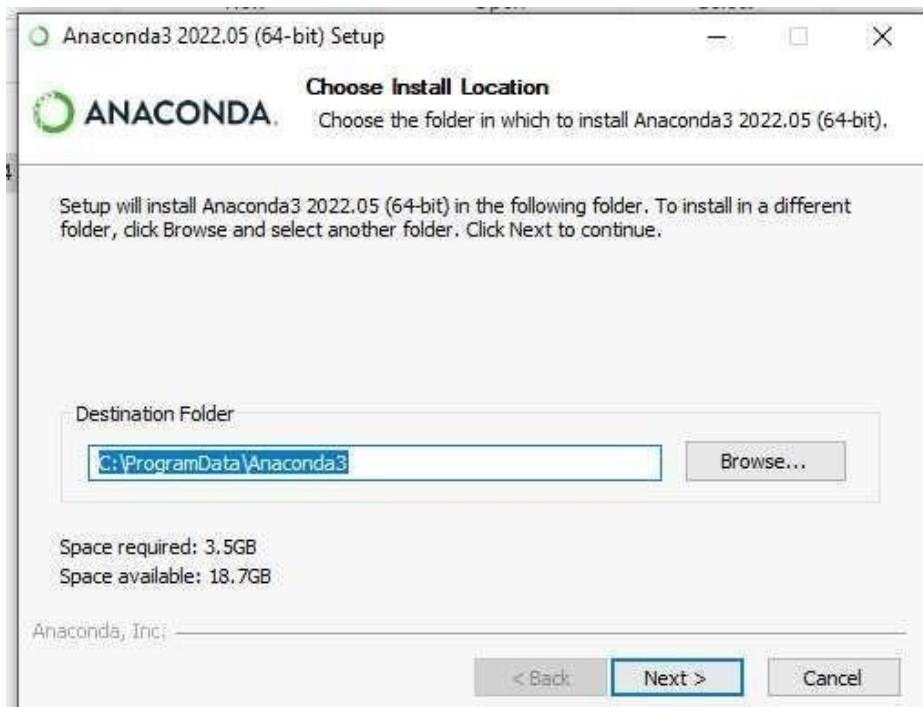 Anaconda3 2022.05 (64-bit) Setup
ANACONDA.
Choose Install Location
Choose the folder in which to install Anaconda3 2022.05 (64-bit).
Setup will install Anaconda3 2022.05 (64-bit) in the following folder. To install in a different
folder, click Browse and select another folder. Click Next to continue.
Destination Folder
C:\ProgramData\Anaconda3
Browse...
Space required: 3.5GB
Space available: 18.7GB
Anaconda, Inc.
< Back
Next >
Cancel